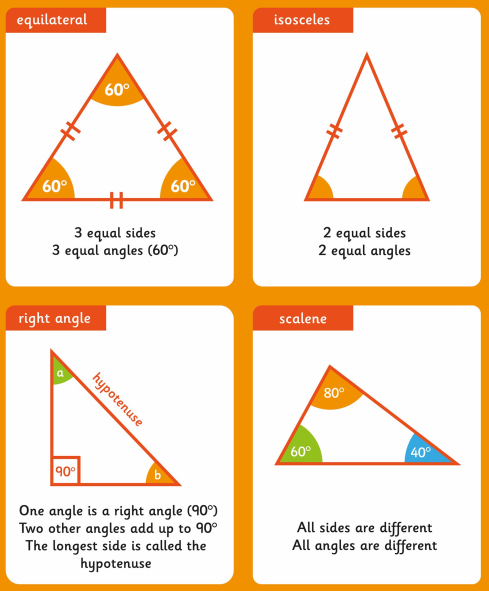 equilateral
60°
60°
60°
3 equal sides
3 equal angles (60°)
isosceles
2 equal sides
2 equal angles
right angle
a
hypotenuse
90°
b
One angle is a right angle (90°)
Two other angles add up to 90°
The longest side is called the
hypotenuse
scalene
80°
60°
40°
All sides are different
All angles are different